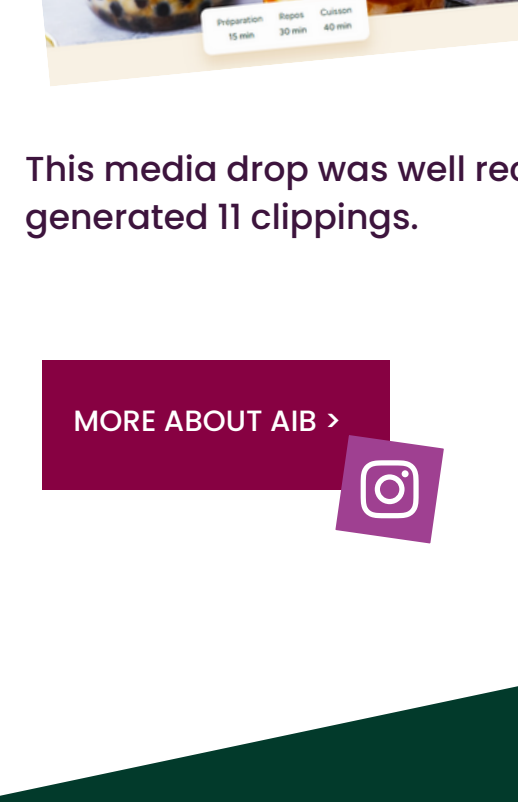 Préparation Repos Cuisson
15 min 30 min 40 min
This media drop was well
generated 11 clippings.
MORE ABOUT AIB >